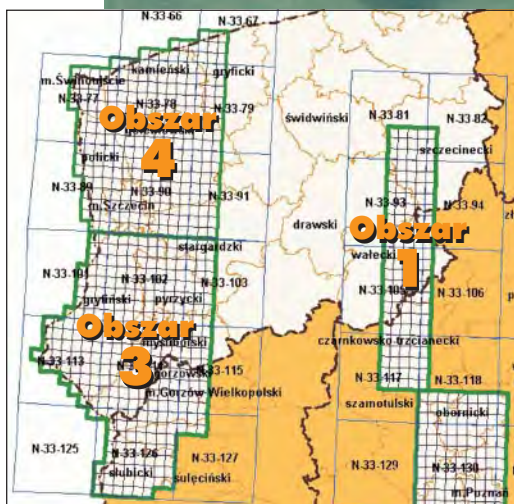 N-33-66
N-33-67
kamieński
gryficki
m.Świnoujście
N-33-77
N-33-78
N-33-79
Obszar
4
świdwiński
N-33-81
N-33-82
szczecinecki
policki
N-33-89
N-33-90
N-33-91
m.Szczecin
N-33-93
N-33-94
drawski
Obszar
1
stargardzki
wałecki
N-33-101
N-33-102
N-33-103
N-33-105
N-33-106
gryfiński
pyrzycki
Obszar
3
myśliborski
czarnkowsko-trzcianecki
N-33-113
gorzowski
N-33-115
N-33-117
N-33-118
m.Gorzów Wielkopolski
szamotulski
obornicki
N-33-125
N-33-126
N-33-127
N-33-129
N-33-130
słubicki
sulęciński
m.Poznań